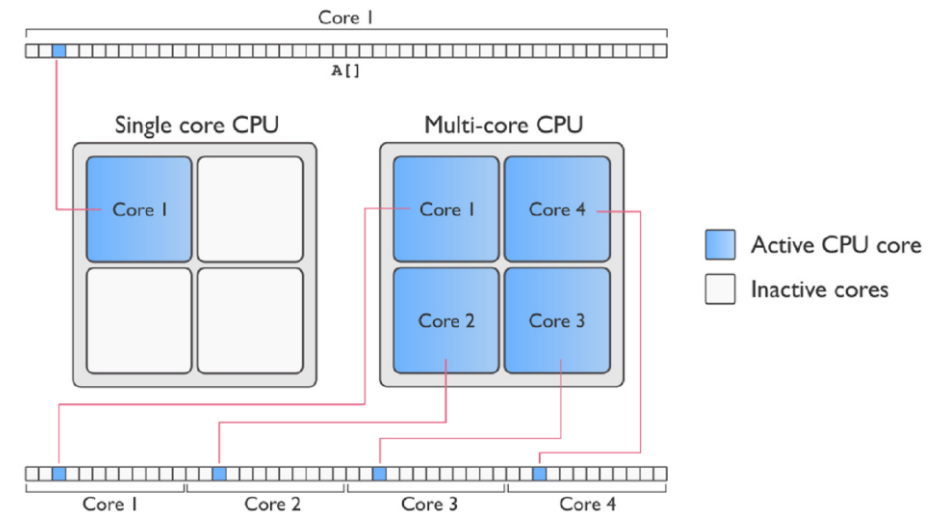 Core 1
A[]
Single core CPU
Multi-core CPU
Core 1
Core 1
Core 4
Core 2
Core 3
Active CPU core
Inactive cores
Core 1
Core 2
Core 3
Core 4